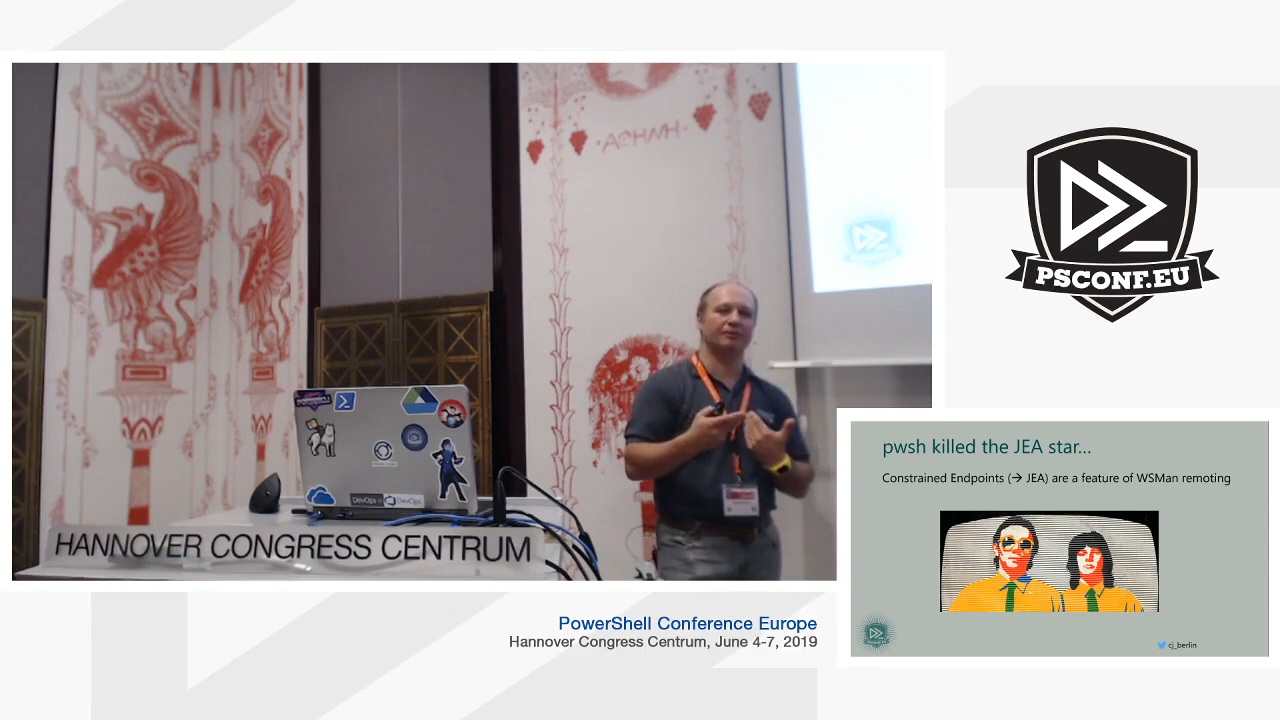 ΑΘΗΝΗ
HANNOVER CONGRESS CENTRUM
DevOps
DevOps
PSCONF.EU
pwsh killed the JEA star...
Constrained Endpoints (→ JEA) are a feature of WSMan remoting
cj_berlin
PowerShell Conference Europe
Hannover Congress Centrum, June 4-7, 2019